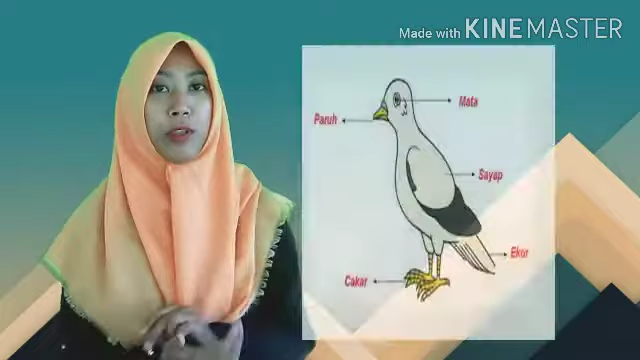 Made with KINEMASTER
Mata
Paruh
Sayap
Ekor
Cakar